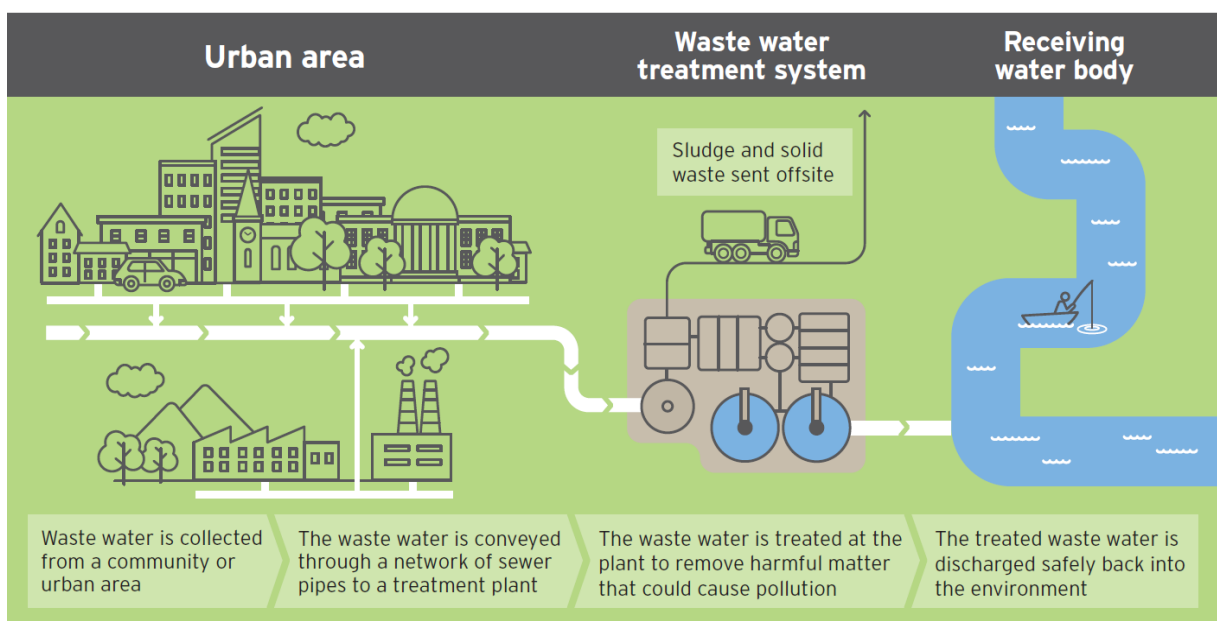 Urban area
Waste water
treatment system
Receiving
water body
Sludge and solid
waste sent offsite
Waste water is collected
from a community or
urban area
The waste water is conveyed
through a network of sewer
pipes to a treatment plant
The waste water is treated at the
plant to remove harmful matter
that could cause pollution
The treated waste water is
discharged safely back into
the environment